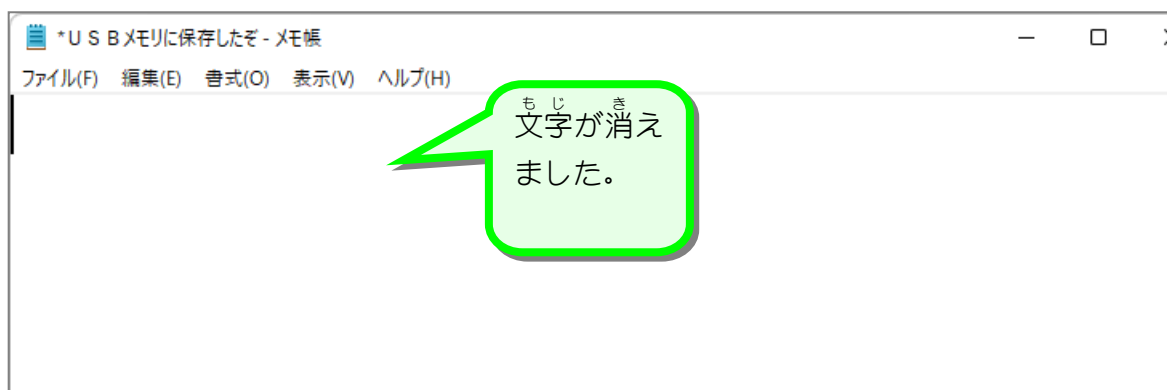 *ＵＳＢメモリに保存したぞ - メモ帳
ファイル(F) 編集(E) 書式(O) 表示(V) ヘルプ(H)
もじ き
文字が消え
ました。